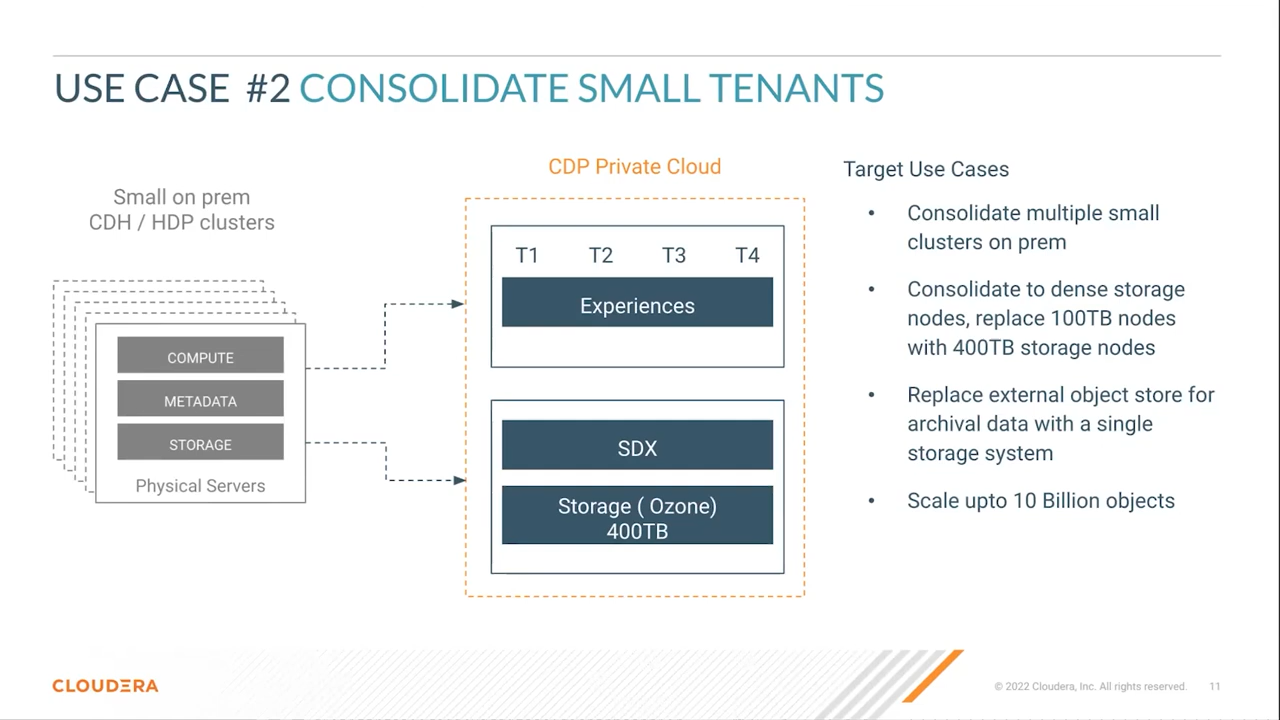 USE CASE #2 CONSOLIDATE SMALL TENANTS
Small on prem
CDH / HDP clusters
COMPUTE
METADATA
STORAGE
Physical Servers
CDP Private Cloud
T1 T2 T3 T4
Experiences
SDX
Storage ( Ozone)
400TB
Target Use Cases
• Consolidate multiple small
clusters on prem
• Consolidate to dense storage
nodes, replace 100TB nodes
with 400TB storage nodes
• Replace external object store for
archival data with a single
storage system
• Scale upto 10 Billion objects
CLOUDERA
© 2022 Cloudera, Inc. All rights reserved. 11